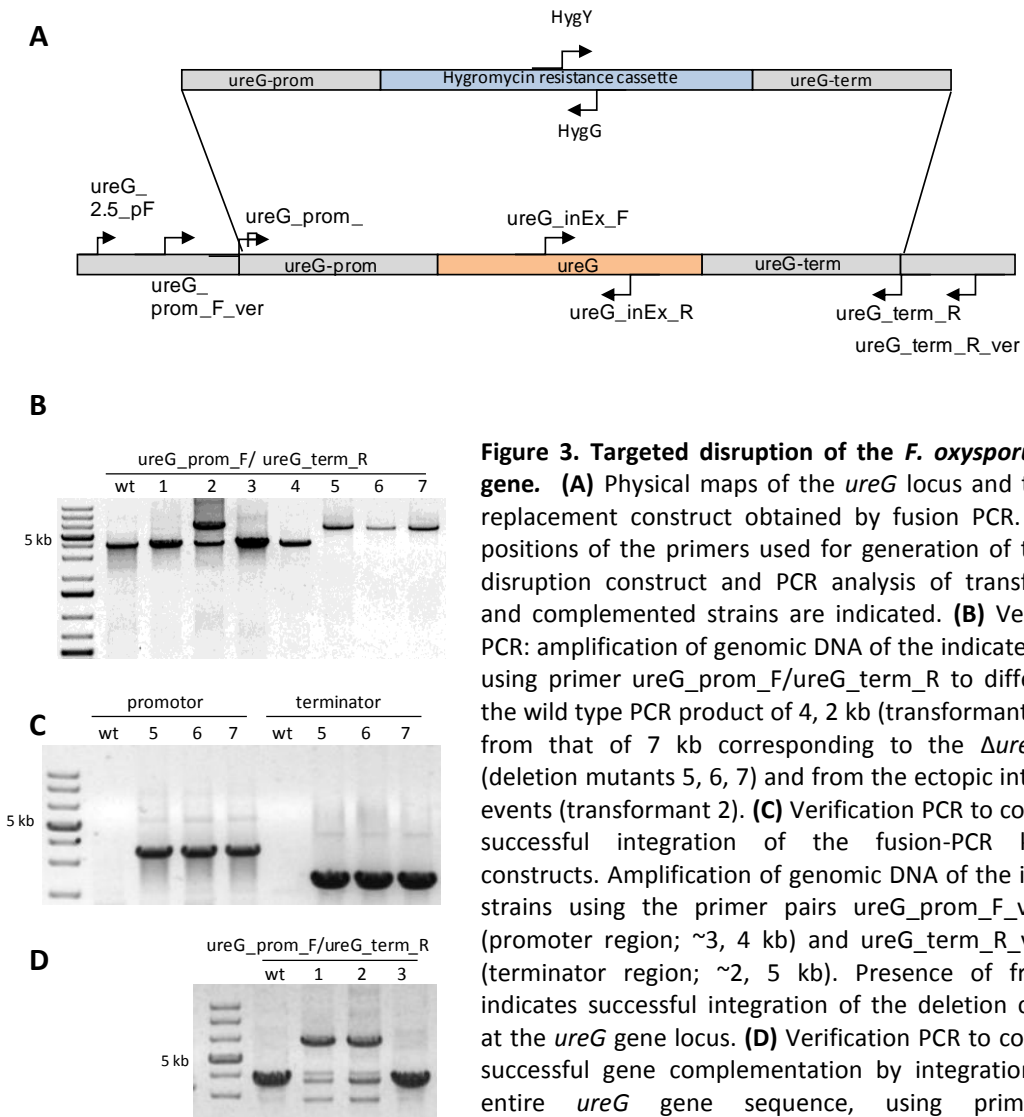 A
HygY
ureG-prom
Hygromycin resistance cassette
ureG-term
HygG
ureG_
2.5_pF
ureG_prom_
ureG_inEx_F
ureG-prom
ureG
ureG-term
ureG_
prom_F_ver
ureG_inEx_R
ureG_term_R
ureG_term_R_ver
B
ureG_prom_F/ ureG_term_R
wt 1 2 3 4 5 6 7
5 kb
C
promotor terminator
wt 5 6 7 wt 5 6 7
5 kb
D
ureG_prom_F/ureG_term_R
wt 1 2 3
5 kb
Figure 3. Targeted disruption of the F. oxysporu
gene. (A) Physical maps of the ureG locus and t
replacement construct obtained by fusion PCR.
positions of the primers used for generation of t
disruption construct and PCR analysis of transf
and complemented strains are indicated. (B) Ve
PCR: amplification of genomic DNA of the indicate
using primer ureG_prom_F/ureG_term_R to diffe
the wild type PCR product of 4, 2 kb (transformant
from that of 7 kb corresponding to the Δure
(deletion mutants 5, 6, 7) and from the ectopic int
events (transformant 2). (C) Verification PCR to co
successful integration of the fusion-PCR k
constructs. Amplification of genomic DNA of the i
strains using the primer pairs ureG_prom_F_v
(promoter region; ~3, 4 kb) and ureG_term_R_v
(terminator region; ~2, 5 kb). Presence of fr
indicates successful integration of the deletion c
at the ureG gene locus. (D) Verification PCR to co
successful gene complementation by integration
entire ureG gene sequence, using prim